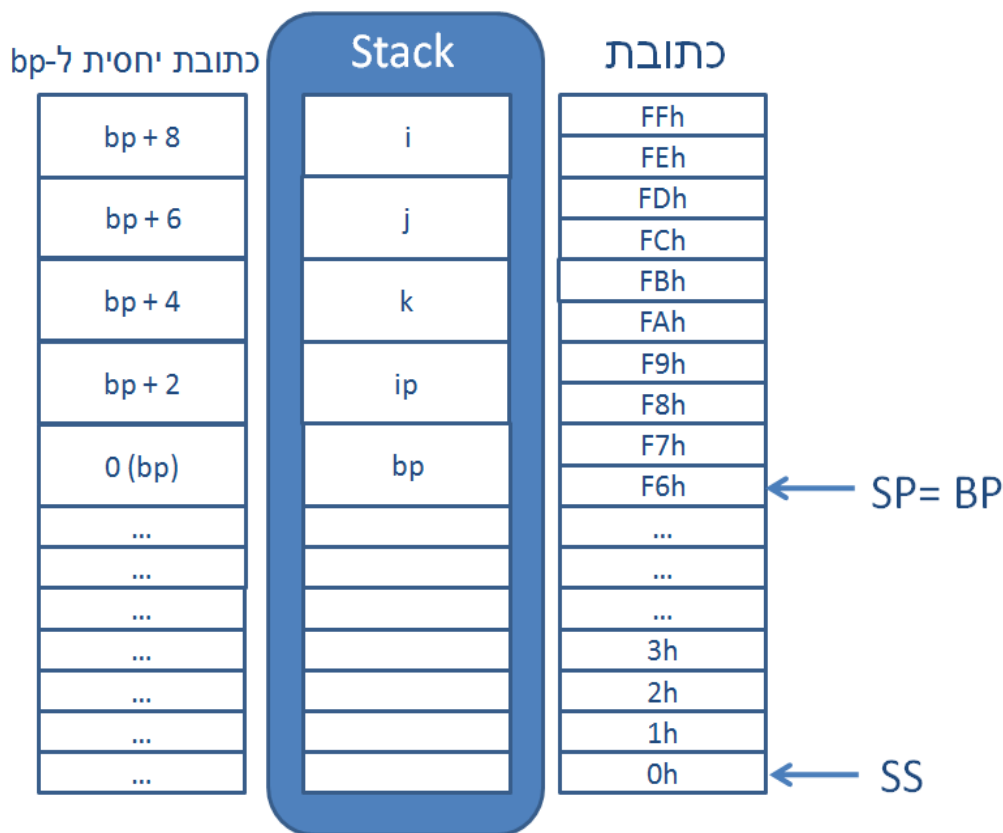 כתובת יחסית ל-bp
Stack
כתובת
bp + 8
i
FFh
FEh
bp + 6
j
FDh
FCh
bp + 4
k
FBh
FAh
bp + 2
ip
F9h
F8h
0 (bp)
bp
F7h
F6h
SP= BP
...
...
...
...
...
...
...
3h
...
2h
...
1h
...
0h
SS